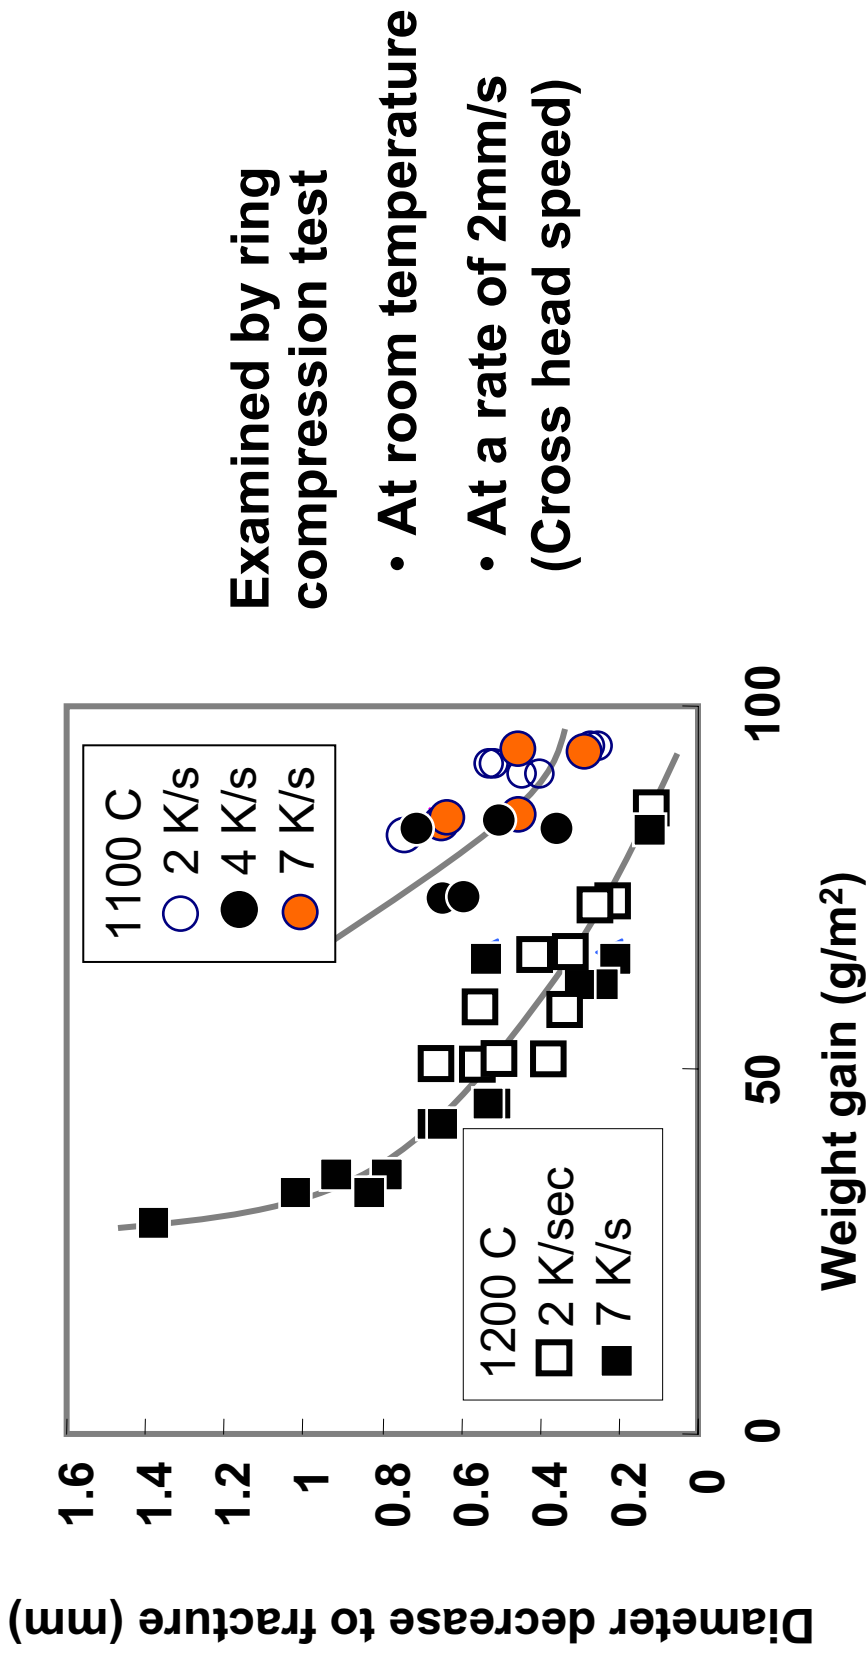 Diameter decrease to fracture (mm)
1.6
1.4
1.2
1
0.8
0.6
0.4
0.2
0
1100 C
2 K/s
4 K/s
7 K/s
1200 C
2 K/sec
7 K/s
0
50
100
Weight gain (g/m²)
Examined by ring
compression test
• At room temperature
• At a rate of 2mm/s
(Cross head speed)